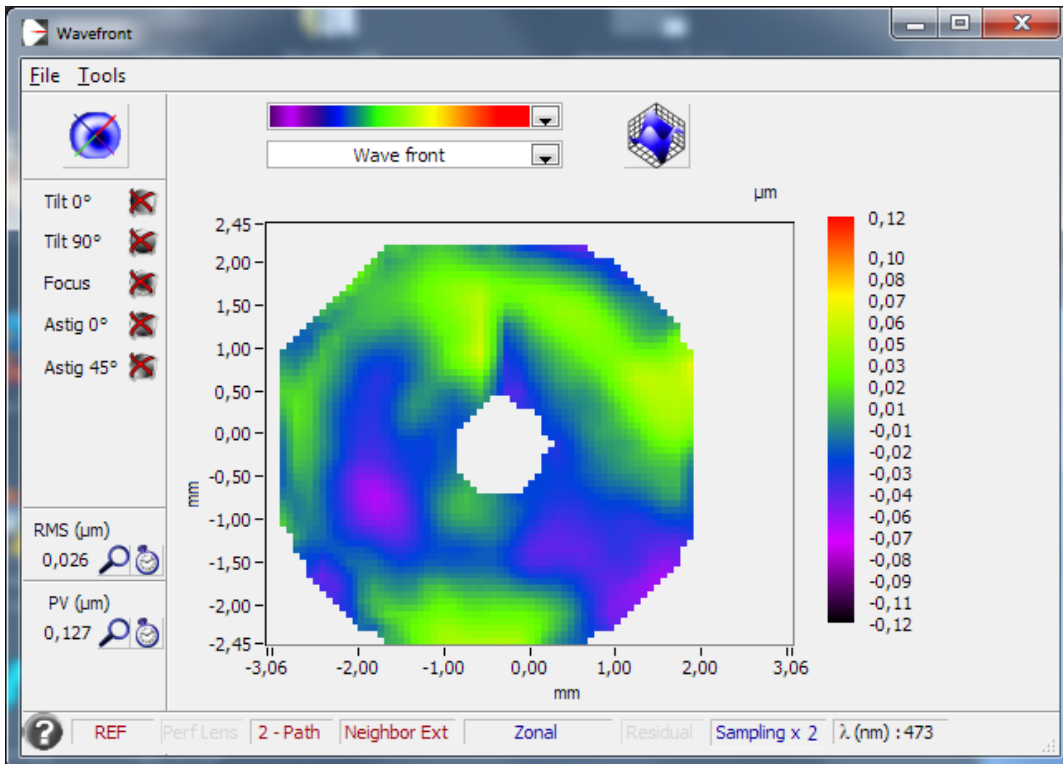 Wavefront
File Tools
Wave front
Tilt 0°
Tilt 90°
Focus
Astig 0°
Astig 45°
RMS (µm)
0,026
PV (µm)
0,127
mm
2,45
2,00
1,50
1,00
0,50
0,00
-0,50
-1,00
-1,50
-2,00
-2,45
-3,06 -2,00 -1,00 0,00 1,00 2,00 3,06
mm
µm
0,12
0,10
0,08
0,07
0,06
0,05
0,03
0,02
0,01
-0,01
-0,02
-0,03
-0,04
-0,06
-0,07
-0,08
-0,09
-0,11
-0,12
? REF Perf Lens 2 - Path Neighbor Ext Zonal Residual Sampling x 2 λ (nm) : 473